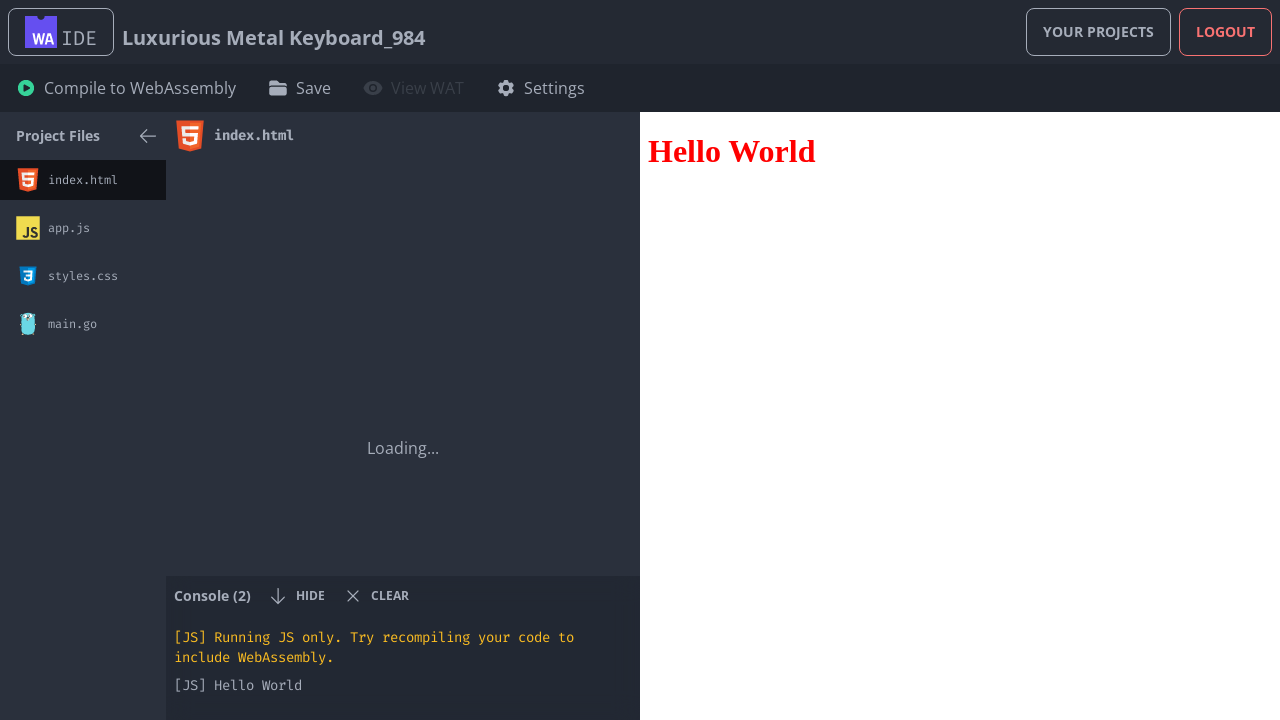 WA IDE
Luxurious Metal Keyboard_984
YOUR PROJECTS
LOGOUT
Compile to WebAssembly
Save
View WAT
Settings
Project Files
index.html
JS app.js
styles.css
main.go
index.html
Loading...
Console (2)
HIDE
CLEAR
[JS] Running JS only. Try recompiling your code to
include WebAssembly.
[JS] Hello World
Hello World